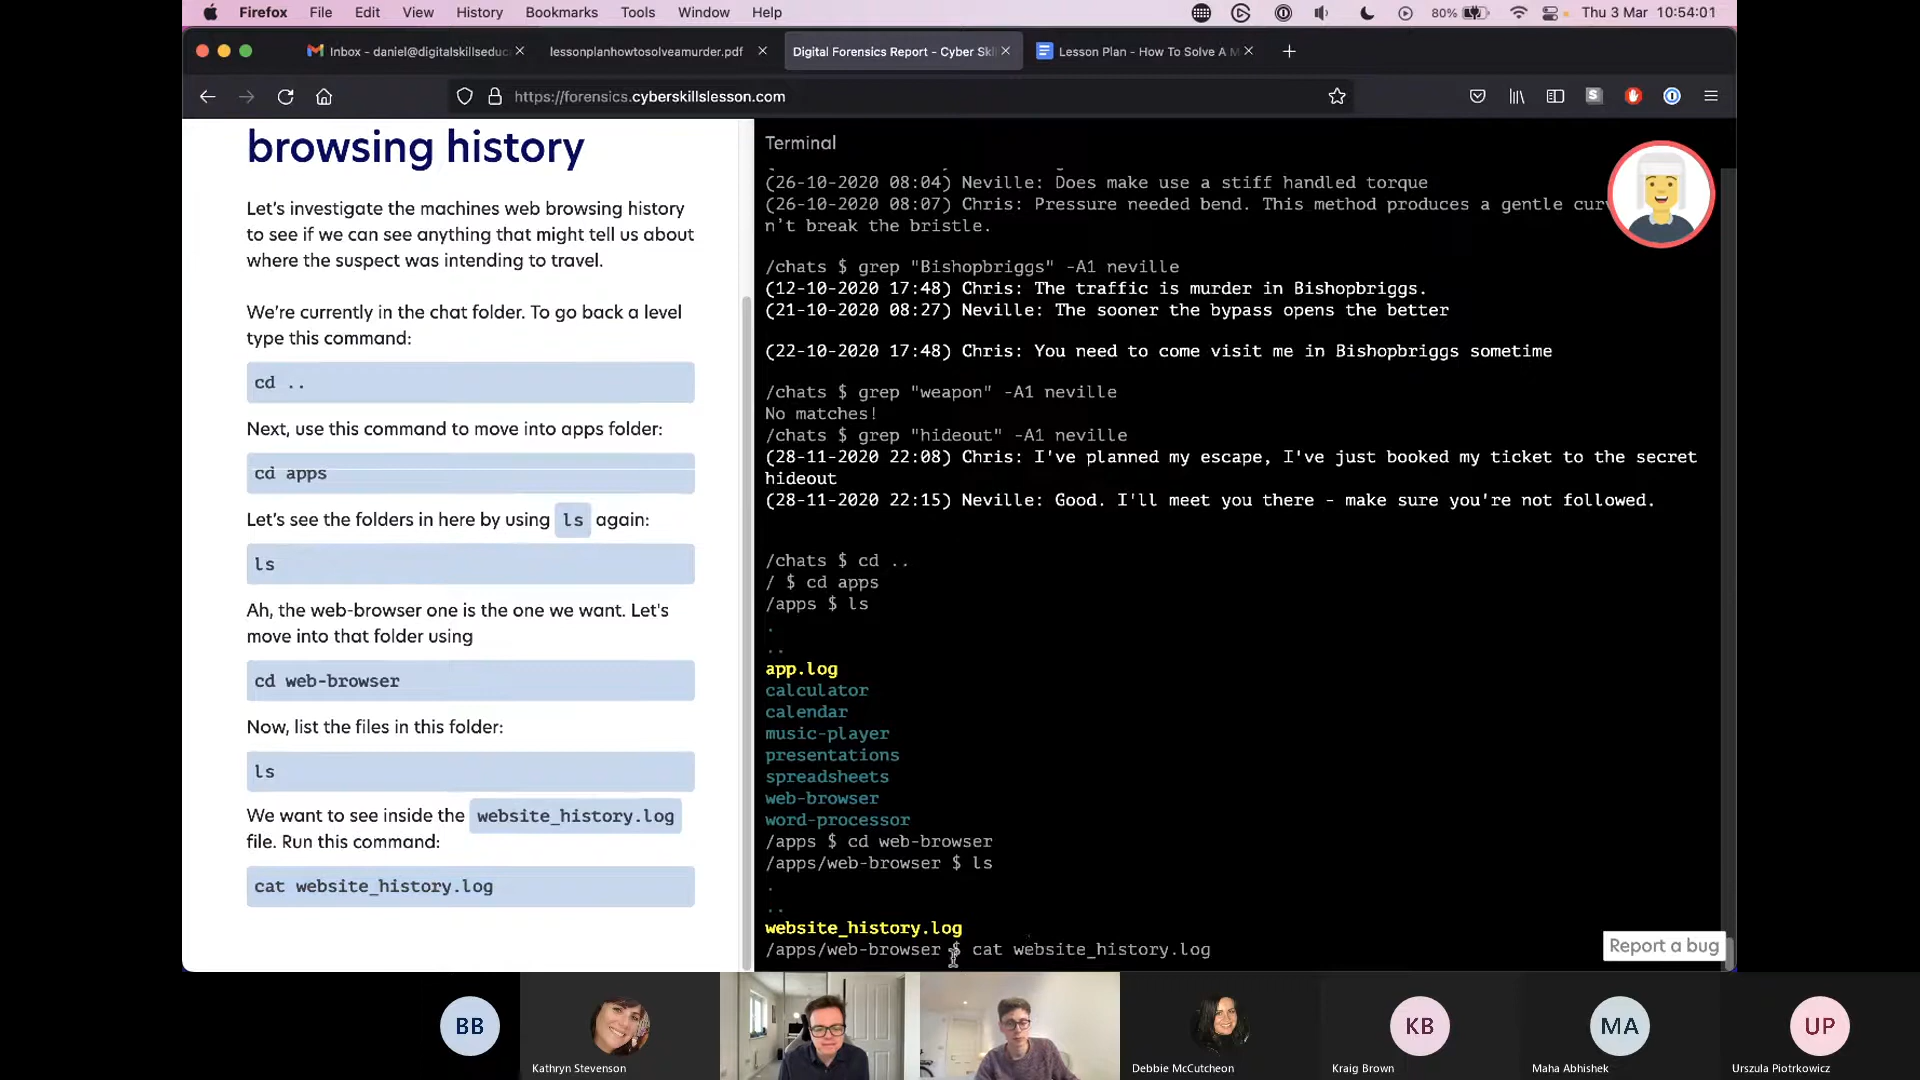 Firefox File Edit View History Bookmarks Tools Window Help 80% Thu 3 Mar 10:54:01
Inbox - daniel@digitalskillseduc
lessonplanhowtosolveamurder.pdf
Digital Forensics Report - Cyber Ski
Lesson Plan - How To Solve A M
https://forensics.cyberskillslesson.com
browsing history
Let's investigate the machines web browsing history
to see if we can see anything that might tell us about
where the suspect was intending to travel.
We're currently in the chat folder. To go back a level
type this command:
cd ..
Next, use this command to move into apps folder:
cd apps
Let's see the folders in here by using ls again:
ls
Ah, the web-browser one is the one we want. Let's
move into that folder using
cd web-browser
Now, list the files in this folder:
ls
We want to see inside the website_history.log
file. Run this command:
cat website_history.log
Terminal
(26-10-2020 08:04) Neville: Does make use a stiff handled torque
(26-10-2020 08:07) Chris: Pressure needed bend. This method produces a gentle cur
n't break the bristle.
/chats $ grep "Bishopbriggs" -A1 neville
(12-10-2020 17:48) Chris: The traffic is murder in Bishopbriggs.
(21-10-2020 08:27) Neville: The sooner the bypass opens the better
(22-10-2020 17:48) Chris: You need to come visit me in Bishopbriggs sometime
/chats $ grep "weapon" -A1 neville
No matches!
/chats $ grep "hideout" -A1 neville
(28-11-2020 22:08) Chris: I've planned my escape, I've just booked my ticket to the secret
hideout
(28-11-2020 22:15) Neville: Good. I'll meet you there - make sure you're not followed.
/chats $ cd ..
/ $ cd apps
/apps $ ls
.
..
app.log
calculator
calendar
music-player
presentations
spreadsheets
web-browser
word-processor
/apps $ cd web-browser
/apps/web-browser $ ls
.
..
website_history.log
/apps/web-browser $ cat website_history.log
Report a bug
BB
Kathryn Stevenson
Debbie McCutcheon
KB
Kraig Brown
MA
Maha Abhishek
UP
Urszula Piotrkowicz